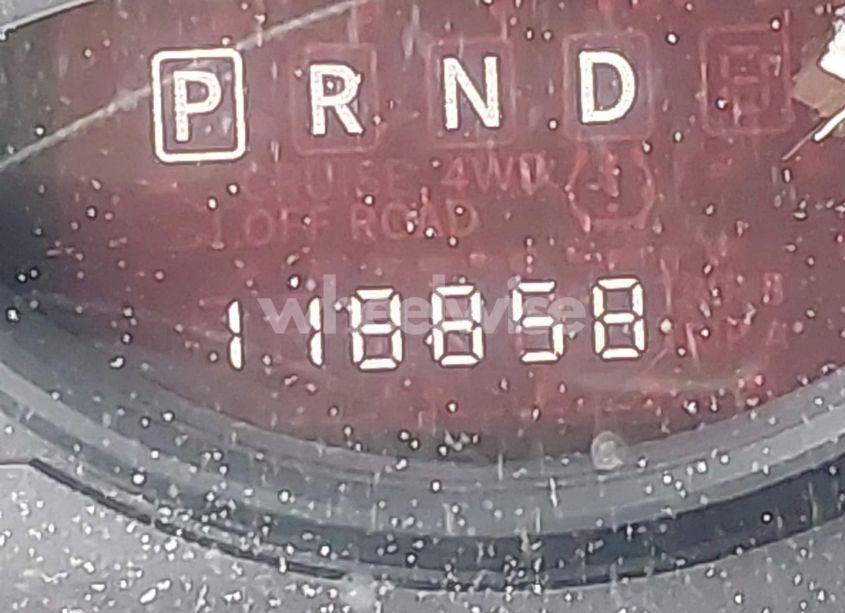 P R N D
CRUISE 4WD
OFF ROAD
118858
wheelwise